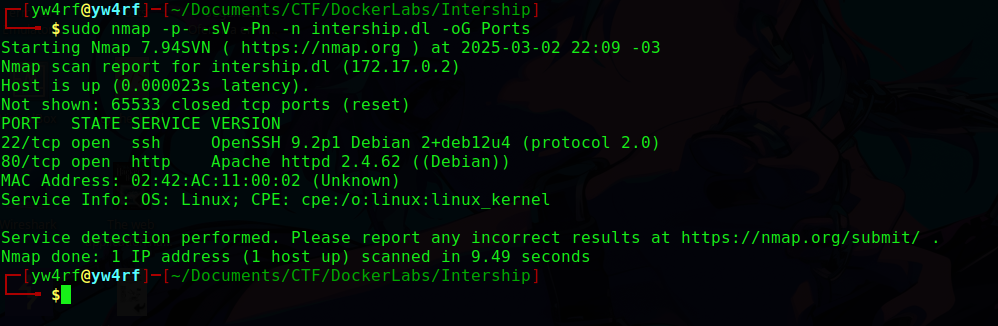 ┌─[yw4rf@yw4rf]─[~/Documents/CTF/DockerLabs/Intership]
└──╼ $sudo nmap -p- -sV -Pn -n intership.dl -oG Ports
Starting Nmap 7.94SVN ( https://nmap.org ) at 2025-03-02 22:09 -03
Nmap scan report for intership.dl (172.17.0.2)
Host is up (0.000023s latency).
Not shown: 65533 closed tcp ports (reset)
PORT   STATE SERVICE VERSION
22/tcp open  ssh     OpenSSH 9.2p1 Debian 2+deb12u4 (protocol 2.0)
80/tcp open  http    Apache httpd 2.4.62 ((Debian))
MAC Address: 02:42:AC:11:00:02 (Unknown)
Service Info: OS: Linux; CPE: cpe:/o:linux:linux_kernel

Service detection performed. Please report any incorrect results at https://nmap.org/submit/ .
Nmap done: 1 IP address (1 host up) scanned in 9.49 seconds
┌─[yw4rf@yw4rf]─[~/Documents/CTF/DockerLabs/Intership]
└──╼ $